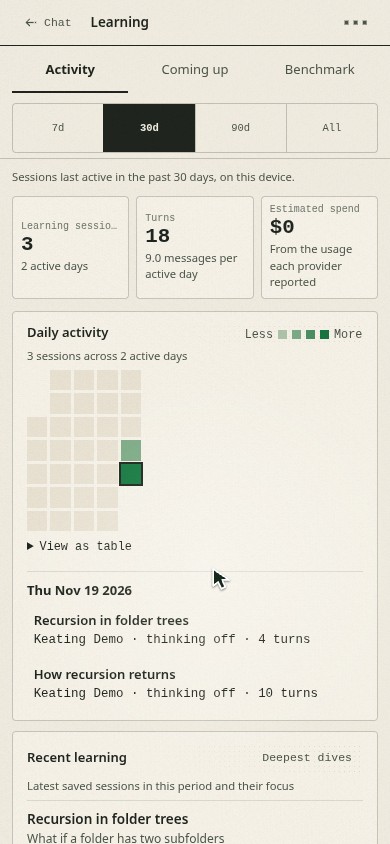 Chat
Learning
Activity
Coming up
Benchmark
7d
30d
90d
All
Sessions last active in the past 30 days, on this device.
Learning sessio…
3
2 active days
Turns
18
9.0 messages per
active day
Estimated spend
$0
From the usage
each provider
reported
Daily activity
Less
More
3 sessions across 2 active days
View as table
Thu Nov 19 2026
Recursion in folder trees
Keating Demo · thinking off · 4 turns
How recursion returns
Keating Demo · thinking off · 10 turns
Recent learning
Deepest dives
Latest saved sessions in this period and their focus
Recursion in folder trees
What if a folder has two subfolders